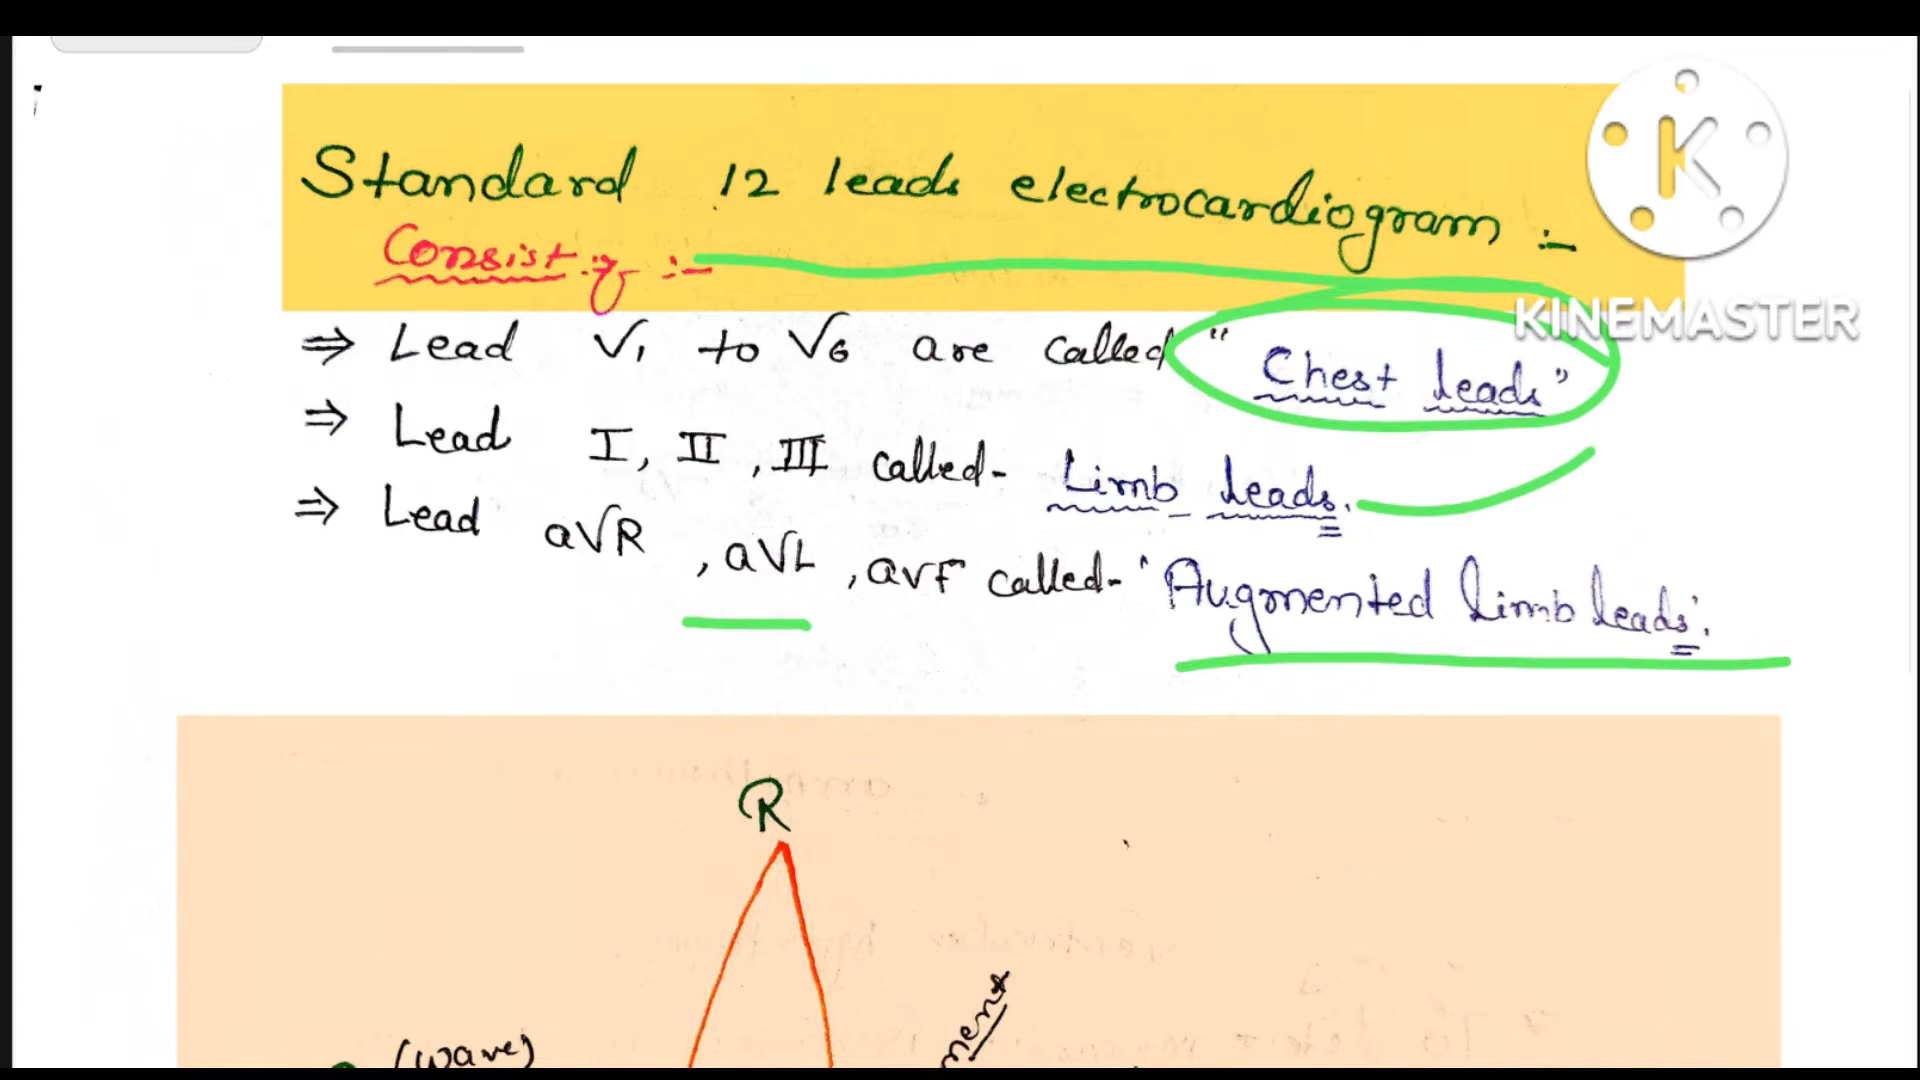 Standard 12 leads electrocardiogram :-
Consist of :-
K
KINEMASTER
⇒ Lead V1 to V6 are called "Chest leads"
⇒ Lead I, II, III called- Limb leads.
⇒ Lead aVR, aVL, avF called- 'Augmented limb leads'.
R
(wave)